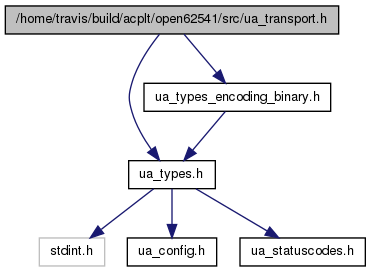 /home/travis/build/acplt/open62541/src/ua_transport.h
ua_types_encoding_binary.h
ua_types.h
stdint.h
ua_config.h
ua_statuscodes.h